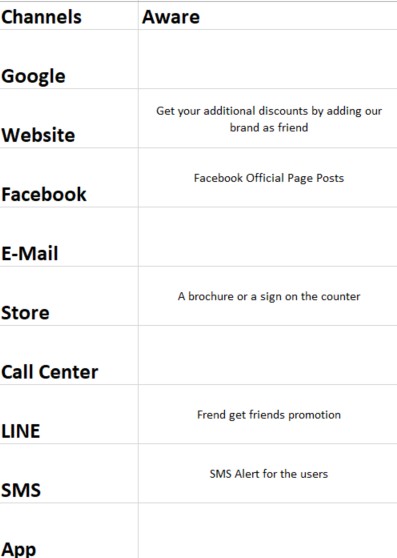 Channels Aware
Google
Get your additional discounts by adding our
brand as friend
Website
Facebook Official Page Posts
Facebook
E-Mail
A brochure or a sign on the counter
Store
Call Center
Frend get friends promotion
LINE
SMS Alert for the users
SMS
App